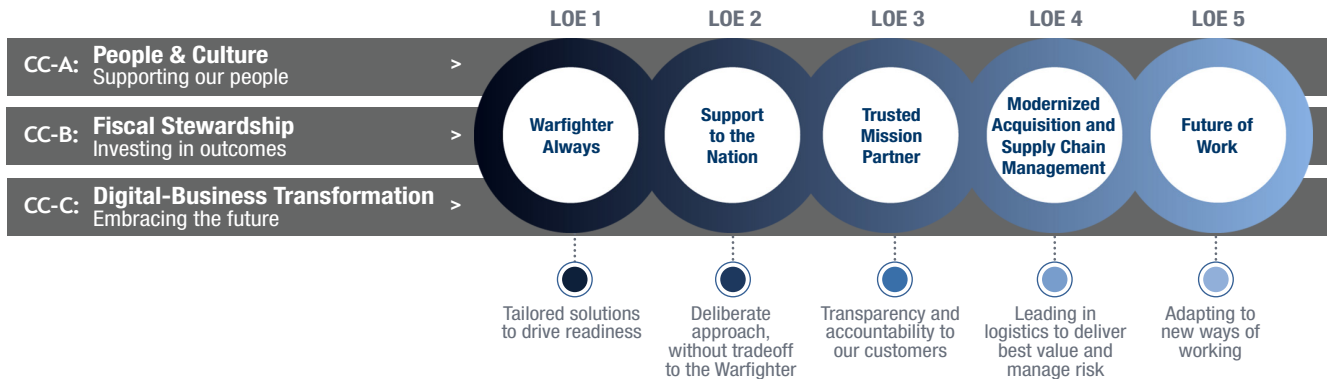 LOE 1
LOE 2
LOE 3
LOE 4
LOE 5
CC-A: People & Culture >
Supporting our people
CC-B: Fiscal Stewardship >
Investing in outcomes
CC-C: Digital-Business Transformation >
Embracing the future
Warfighter
Always
Support
to the
Nation
Trusted
Mission
Partner
Modernized
Acquisition and
Supply Chain
Management
Future of
Work
Tailored solutions
to drive readiness
Deliberate
approach,
without tradeoff
to the Warfighter
Transparency and
accountability to
our customers
Leading in
logistics to deliver
best value and
manage risk
Adapting to
new ways of
working